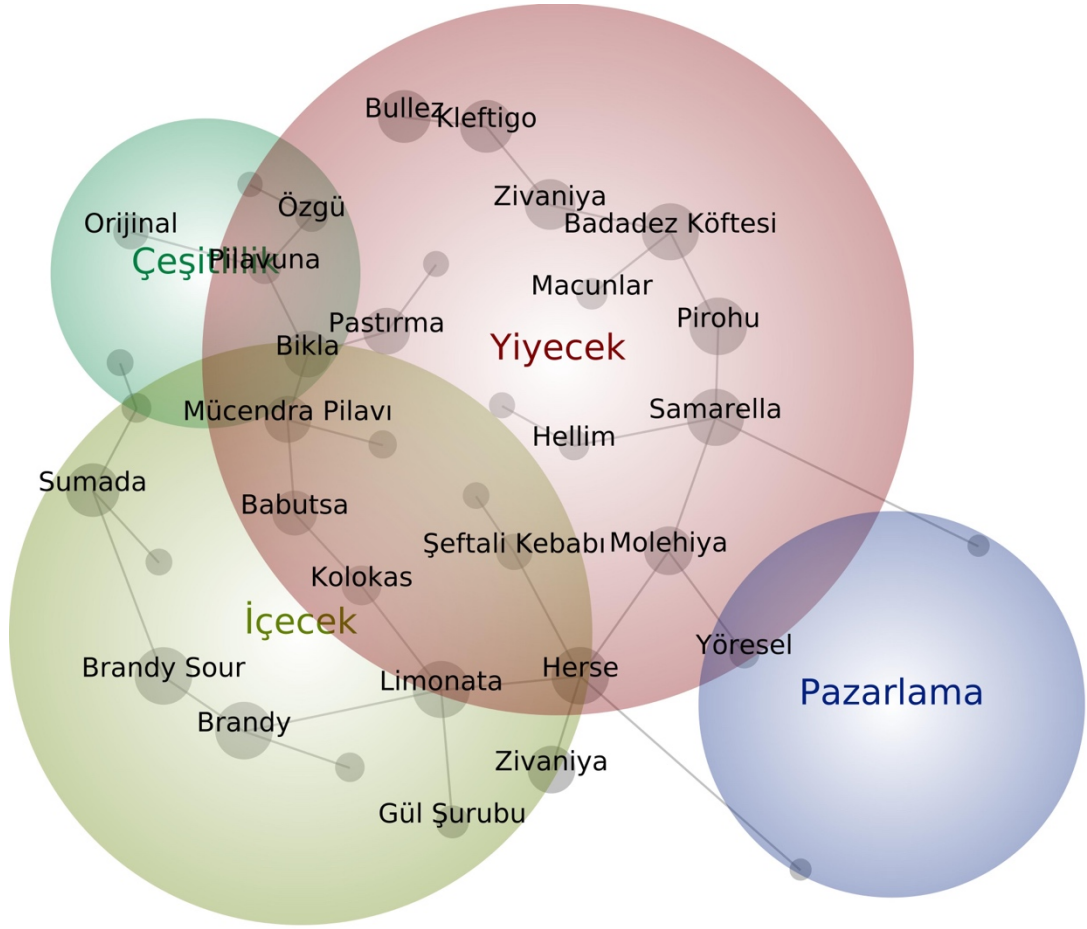 Bullez
Kleftigo
Zivaniya
Özgü
Orijinal
Badadez Köftesi
Pilavuna
Çeşitlilik
Macunlar
Pastırma
Pirohu
Bikla
Yiyecek
Mücendra Pilavı
Samarella
Hellim
Sumada
Babutsa
Şeftali Kebabı
Molehiya
Kolokas
İçecek
Yöresel
Brandy Sour
Herse
Limonata
Pazarlama
Brandy
Zivaniya
Gül Şurubu